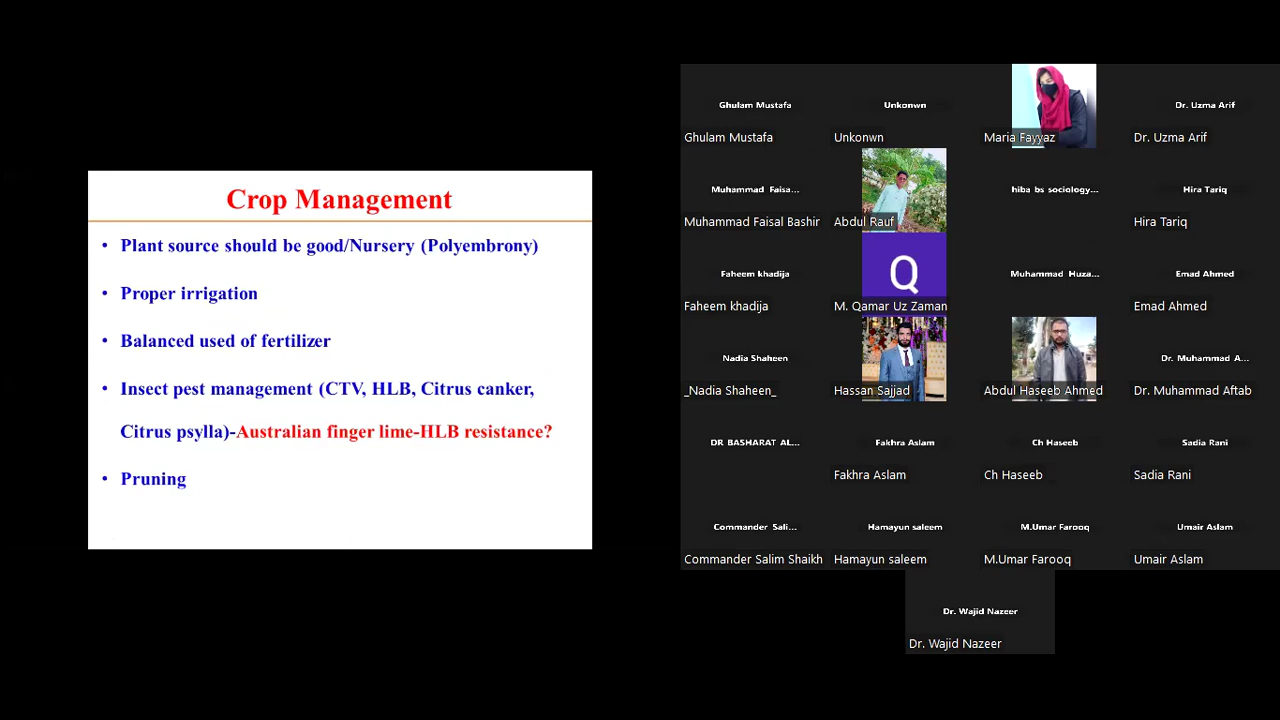 Crop Management
• Plant source should be good/Nursery (Polyembrony)
• Proper irrigation
• Balanced used of fertilizer
• Insect pest management (CTV, HLB, Citrus canker,
Citrus psylla)-Australian finger lime-HLB resistance?
• Pruning
Ghulam Mustafa
Ghulam Mustafa
Unkonwn
Unkonwn
Maria Fayyaz
Dr. Uzma Arif
Dr. Uzma Arif
Muhammad Faisa...
Muhammad Faisal Bashir
Abdul Rauf
hiba bs sociology...
Hira Tariq
Hira Tariq
Faheem khadija
Faheem khadija
Q
M. Qamar Uz Zaman
Muhammad Huza...
Emad Ahmed
Emad Ahmed
Nadia Shaheen
_Nadia Shaheen_
Hassan Sajjad
Abdul Haseeb Ahmed
Dr. Muhammad A...
Dr. Muhammad Aftab
DR BASHARAT AL...
Fakhra Aslam
Fakhra Aslam
Ch Haseeb
Ch Haseeb
Sadia Rani
Sadia Rani
Commander Sali...
Commander Salim Shaikh
Hamayun saleem
Hamayun saleem
M.Umar Farooq
M.Umar Farooq
Umair Aslam
Umair Aslam
Dr. Wajid Nazeer
Dr. Wajid Nazeer